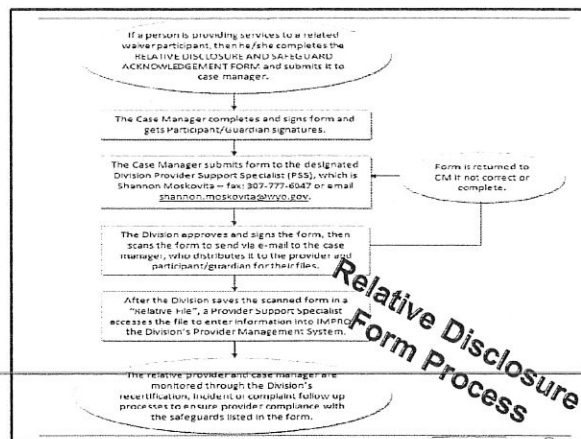 If a person is providing services to a related
waiver participant, then he/she completes the
RELATIVE DISCLOSURE AND SAFEGUARD
ACKNOWLEDGEMENT FORM and submits it to
case manager.
The Case Manager completes and signs form and
gets Participant/Guardian signatures.
The Case Manager submits form to the designated
Division Provider Support Specialist (PSS), which is
Shannon Moskovita – fax: 307-777-6047 or email
shannon.moskovita@wyo.gov.
Form is returned to
CM if not correct or
complete.
The Division approves and signs the form, then
scans the form to send via e-mail to the case
manager, who distributes it to the provider and
participant/guardian for their files.
After the Division saves the scanned form in a
"Relative File", a Provider Support Specialist
accesses the file to enter information into IMPROV
the Division's Provider Management System.
The relative provider and case manager are
monitored through the Division's
recertification, incident or complaint follow up
processes to ensure provider compliance with
the safeguards listed in the form.
Relative Disclosure
Form Process